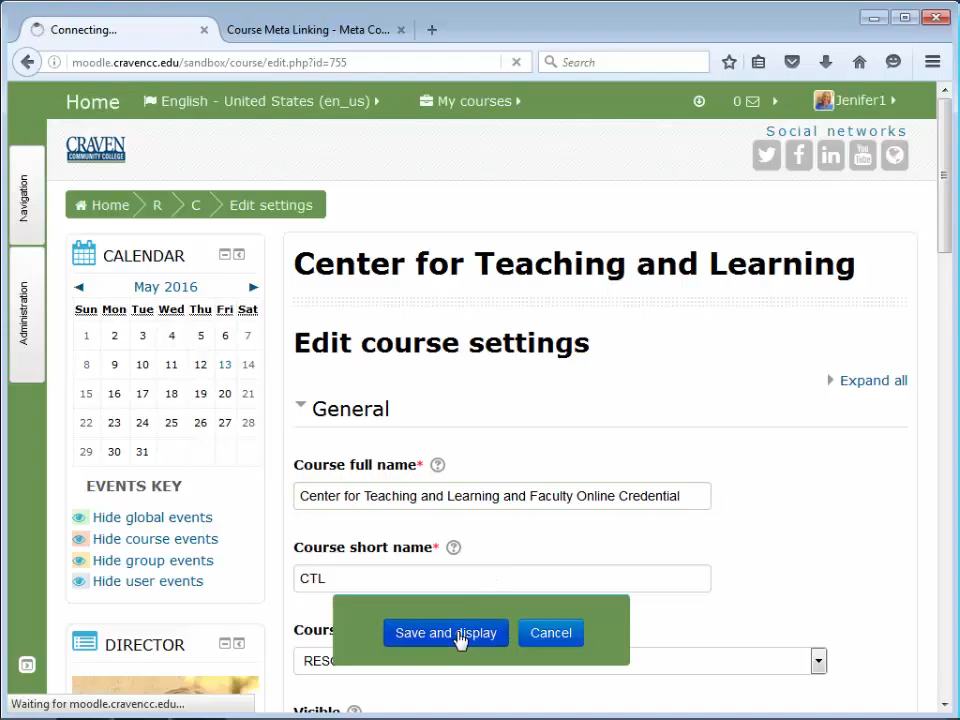 Connecting...
Course Meta Linking - Meta Co...
moodle.cravencc.edu/sandbox/course/edit.php?id=755
Search
Home
English - United States (en_us)
My courses
0
Jenifer1
CRAVEN
COMMUNITY COLLEGE
Social networks
You
Tube
Navigation
Administration
Home
R
C
Edit settings
CALENDAR
May 2016
Sun Mon Tue Wed Thu Fri Sat
1 2 3 4 5 6 7
8 9 10 11 12 13 14
15 16 17 18 19 20 21
22 23 24 25 26 27 28
29 30 31
EVENTS KEY
Hide global events
Hide course events
Hide group events
Hide user events
DIRECTOR
Center for Teaching and Learning
Edit course settings
Expand all
General
Course full name*
Center for Teaching and Learning and Faculty Online Credential
Course short name*
CTL
Save and display
Cancel
Waiting for moodle.cravencc.edu...